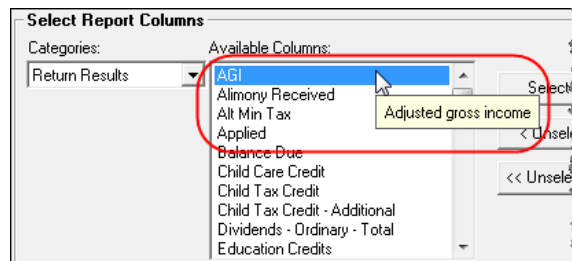 Select Report Columns
Categories:
Available Columns:
Return Results
AGI
Alimony Received
Alt Min Tax
Applied
Balance Due
Child Care Credit
Child Tax Credit
Child Tax Credit - Additional
Dividends - Ordinary - Total
Education Credits
Adjusted gross income
Select
< Unsele
<< Unsele